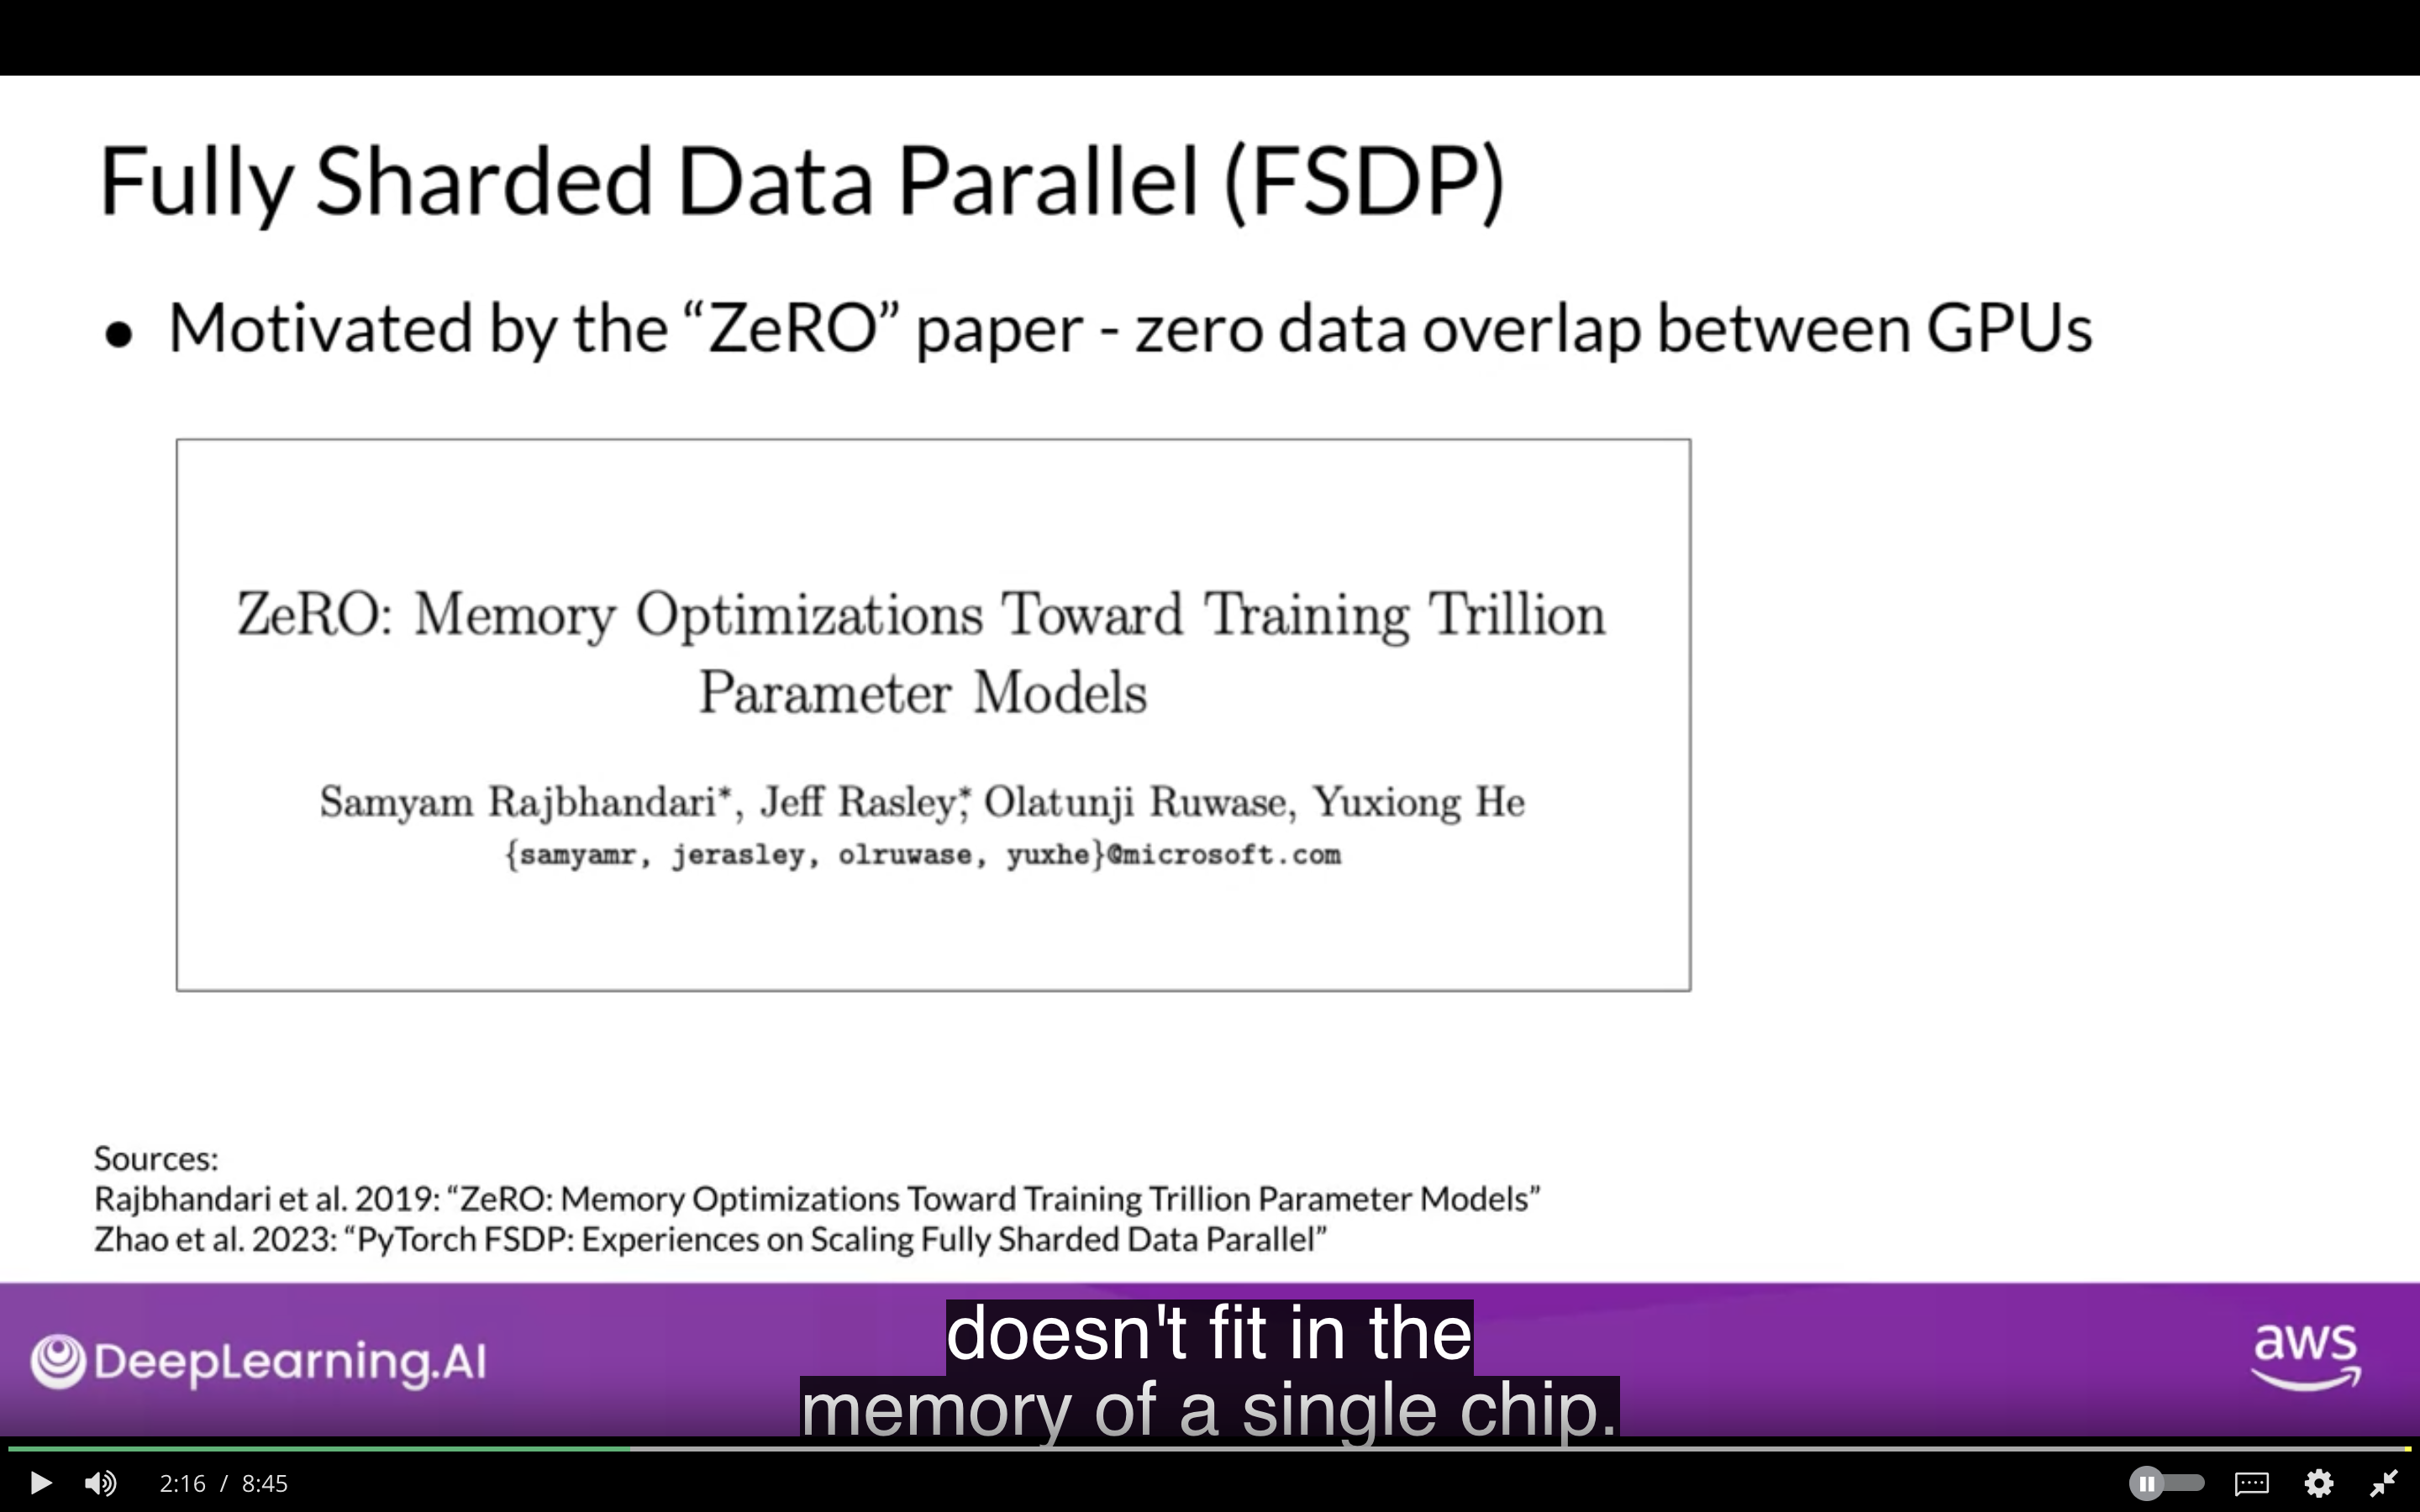 Fully Sharded Data Parallel (FSDP)
● Motivated by the “ZeRO” paper - zero data overlap between GPUs
ZeRO: Memory Optimizations Toward Training Trillion
Parameter Models
Samyam Rajbhandari*, Jeff Rasley*, Olatunji Ruwase, Yuxiong He
{samyamr, jerasley, olruwase, yuxhe}@microsoft.com
Sources:
Rajbhandari et al. 2019: “ZeRO: Memory Optimizations Toward Training Trillion Parameter Models”
Zhao et al. 2023: “PyTorch FSDP: Experiences on Scaling Fully Sharded Data Parallel”
doesn't fit in the
memory of a single chip.
DeepLearning.AI
aws
2:16 / 8:45